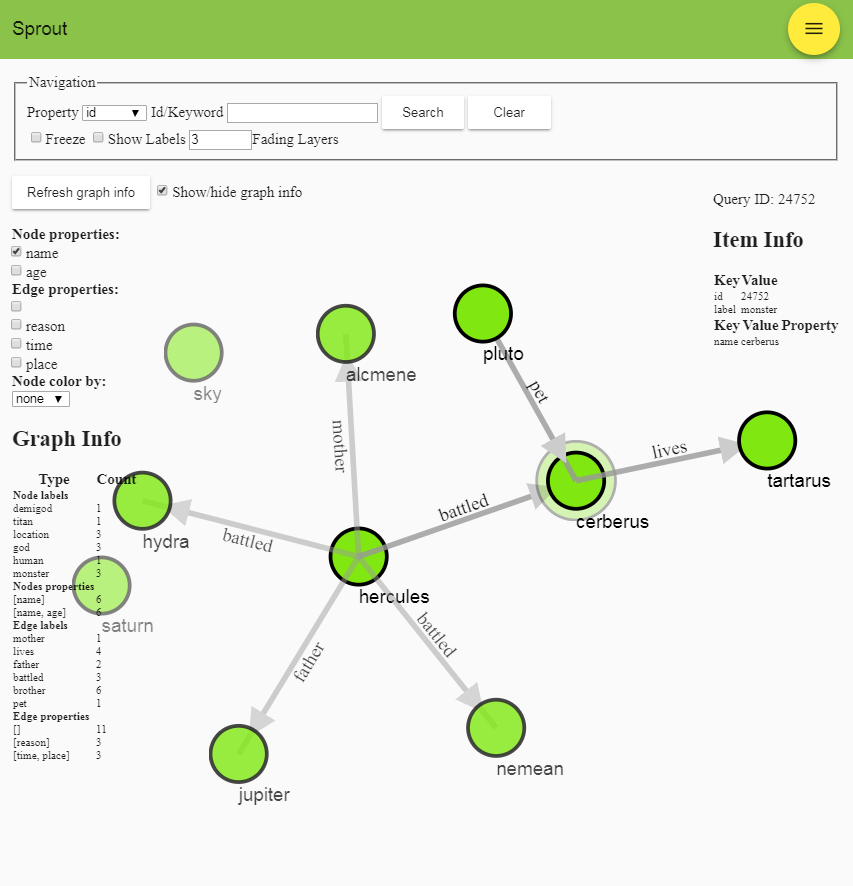 Sprout
Navigation
Property id Id/Keyword Search Clear
Freeze Show Labels 3 Fading Layers
Refresh graph info Show/hide graph info
Query ID: 24752
Item Info
Key Value
id 24752
label monster
Key Value Property
name cerberus
Node properties:
name
age
Edge properties:
reason
time
place
Node color by:
none
Graph Info
Type Count
Node labels
demigod 1
titan 1
location 3
god 3
human 1
monster 3
Nodes properties
[name] 6
[name, age] 6
Edge labels
mother 1
lives 4
father 2
battled 3
brother 6
pet 1
Edge properties
[] 11
[reason] 3
[time, place] 3
sky
alcmene
pluto
pet
mother
lives
tartarus
battled
cerberus
hydra
battled
hercules
saturn
battled
father
nemean
jupiter